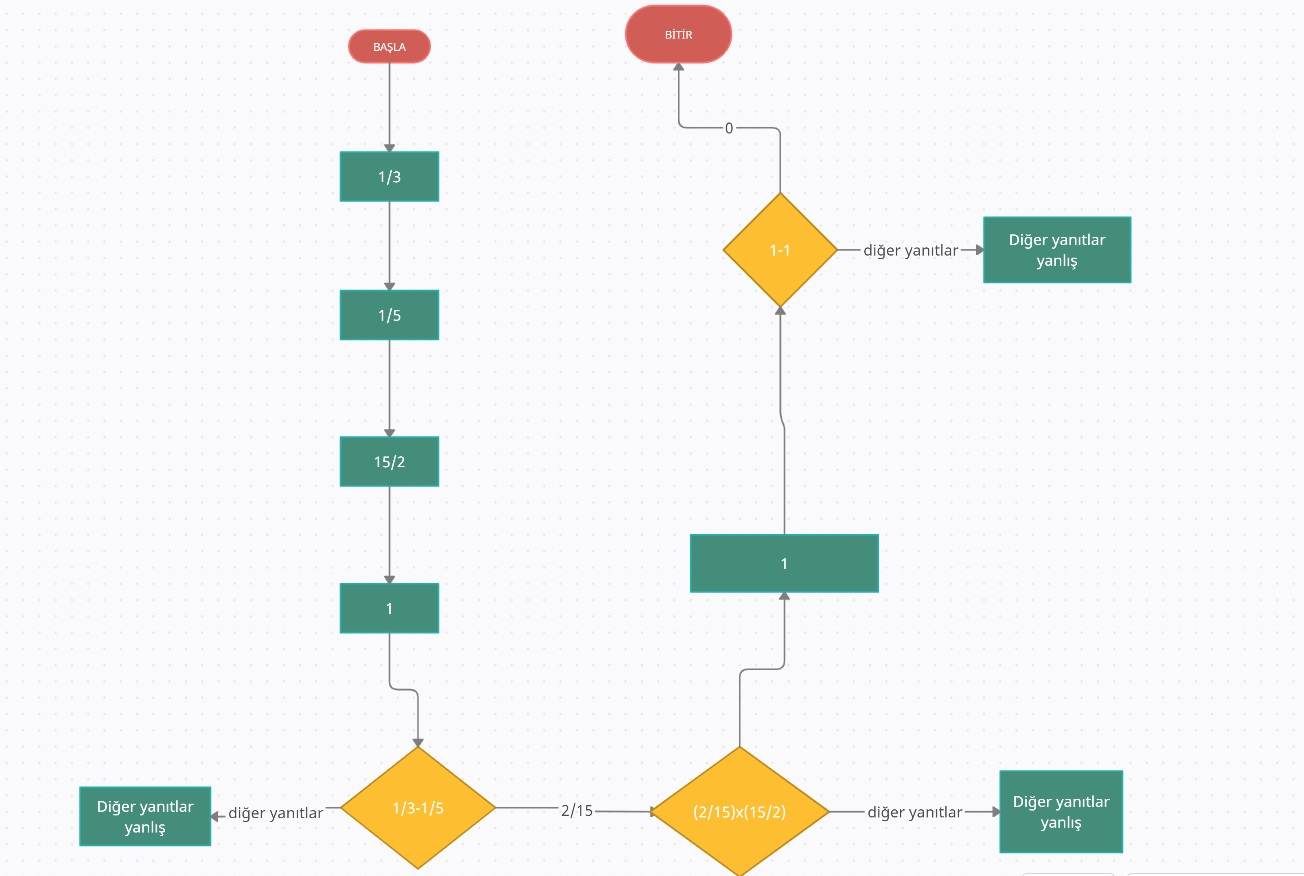 BAŞLA
1/3
1/5
15/2
1
1/3-1/5
diğer yanıtlar
Diğer yanıtlar
yanlış
2/15
(2/15)x(15/2)
diğer yanıtlar
Diğer yanıtlar
yanlış
1
1-1
diğer yanıtlar
Diğer yanıtlar
yanlış
0
BİTİR